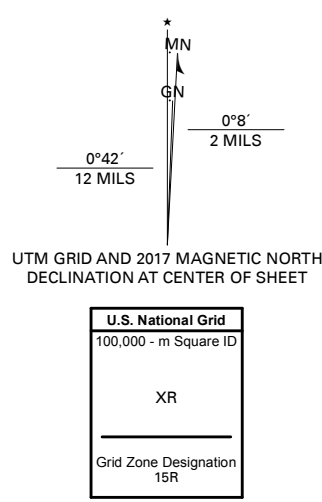 ★
MN
GN
0°8´
2 MILS
0°42´
12 MILS
UTM GRID AND 2017 MAGNETIC NORTH
DECLINATION AT CENTER OF SHEET
U.S. National Grid
100,000 - m Square ID
XR
Grid Zone Designation
15R